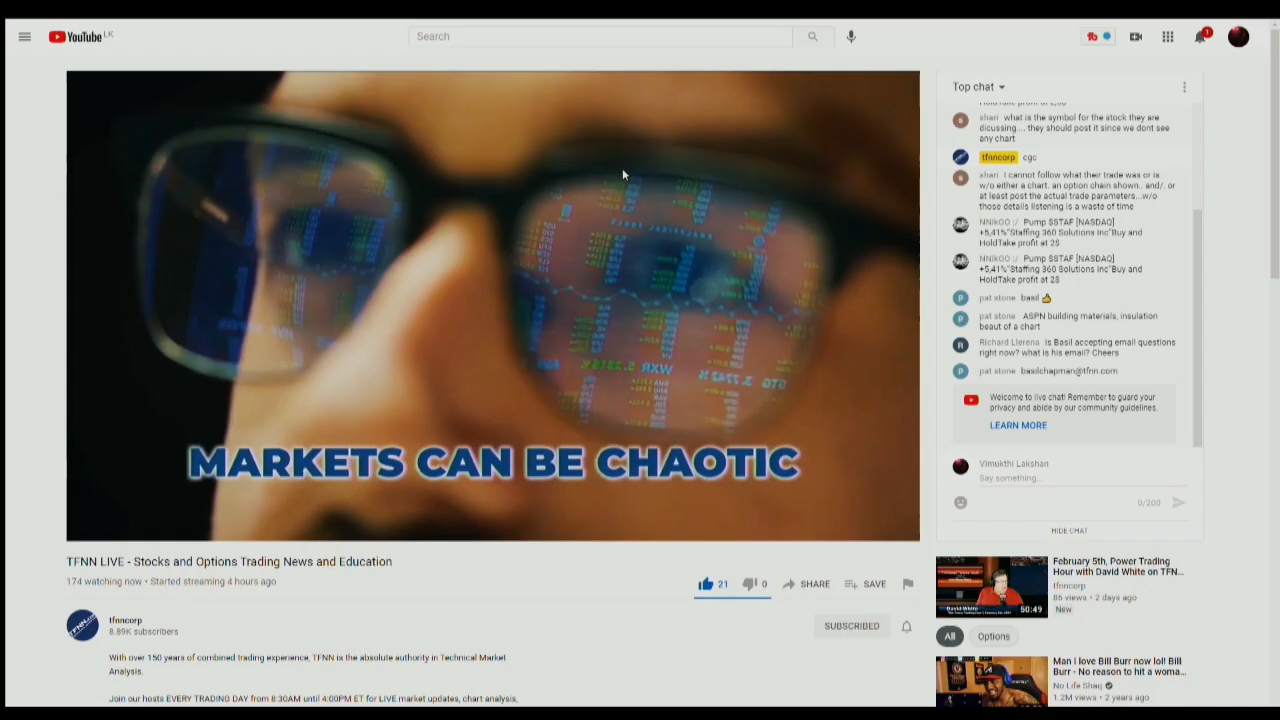 YouTube LK
Search
1
MARKETS CAN BE CHAOTIC
TFNN LIVE - Stocks and Options Trading News and Education
174 watching now • Started streaming 4 hours ago
21
0
SHARE
SAVE
tfnncorp
8.89K subscribers
SUBSCRIBED
With over 150 years of combined trading experience, TFNN is the absolute authority in Technical Market
Analysis.
Join our hosts EVERY TRADING DAY from 8:30AM until 4:00PM ET for LIVE market updates, chart analysis,
Top chat
shari what is the symbol for the stock they are
dicussing.... they should post it since we dont see
any chart
tfnncorp cgc
shari I cannot follow what their trade was or is
w/o either a chart. an option chain shown.. and/. or
at least post the actual trade parameters...w/o
those details listening is a waste of time
NNikOO :/ Pump $STAF [NASDAQ]
+5,41%"Staffing 360 Solutions Inc"Buy and
HoldTake profit at 2$
NNikOO :/ Pump $STAF [NASDAQ]
+5,41%"Staffing 360 Solutions Inc"Buy and
HoldTake profit at 2$
pat stone basil 👍
pat stone ASPN building materials, insulation
beaut of a chart
Richard Llerena Is Basil accepting email questions
right now? what is his email? Cheers
pat stone basilchapman@tfnn.com
Welcome to live chat! Remember to guard your
privacy and abide by our community guidelines.
LEARN MORE
Vimukthi Lakshan
Say something...
0/200
HIDE CHAT
David White
50:49
February 5th, Power Trading
Hour with David White on TFN...
tfnncorp
86 views • 2 days ago
New
All
Options
Man I love Bill Burr now lol! Bill
Burr - No reason to hit a woma...
No Life Shaq
1.2M views • 2 years ago